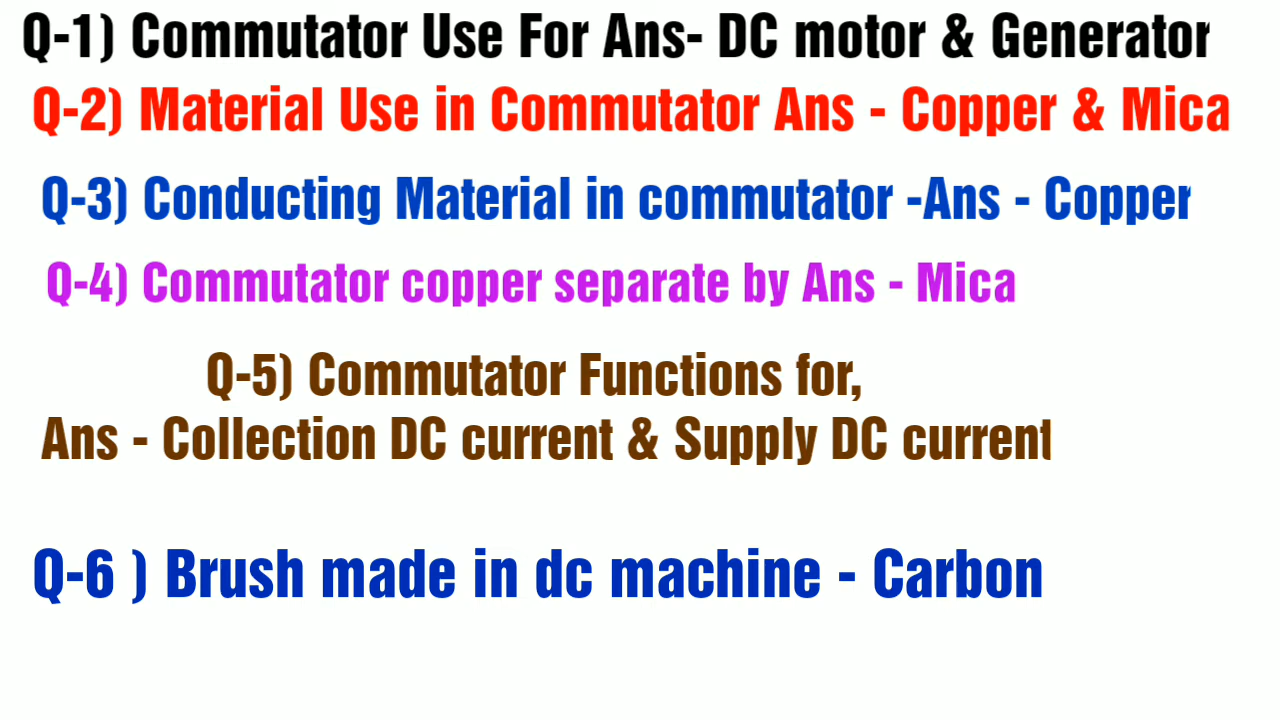 Q-1) Commutator Use For Ans- DC motor & Generator
Q-2) Material Use in Commutator Ans - Copper & Mica
Q-3) Conducting Material in commutator -Ans - Copper
Q-4) Commutator copper separate by Ans - Mica
Q-5) Commutator Functions for,
Ans - Collection DC current & Supply DC current
Q-6 ) Brush made in dc machine - Carbon